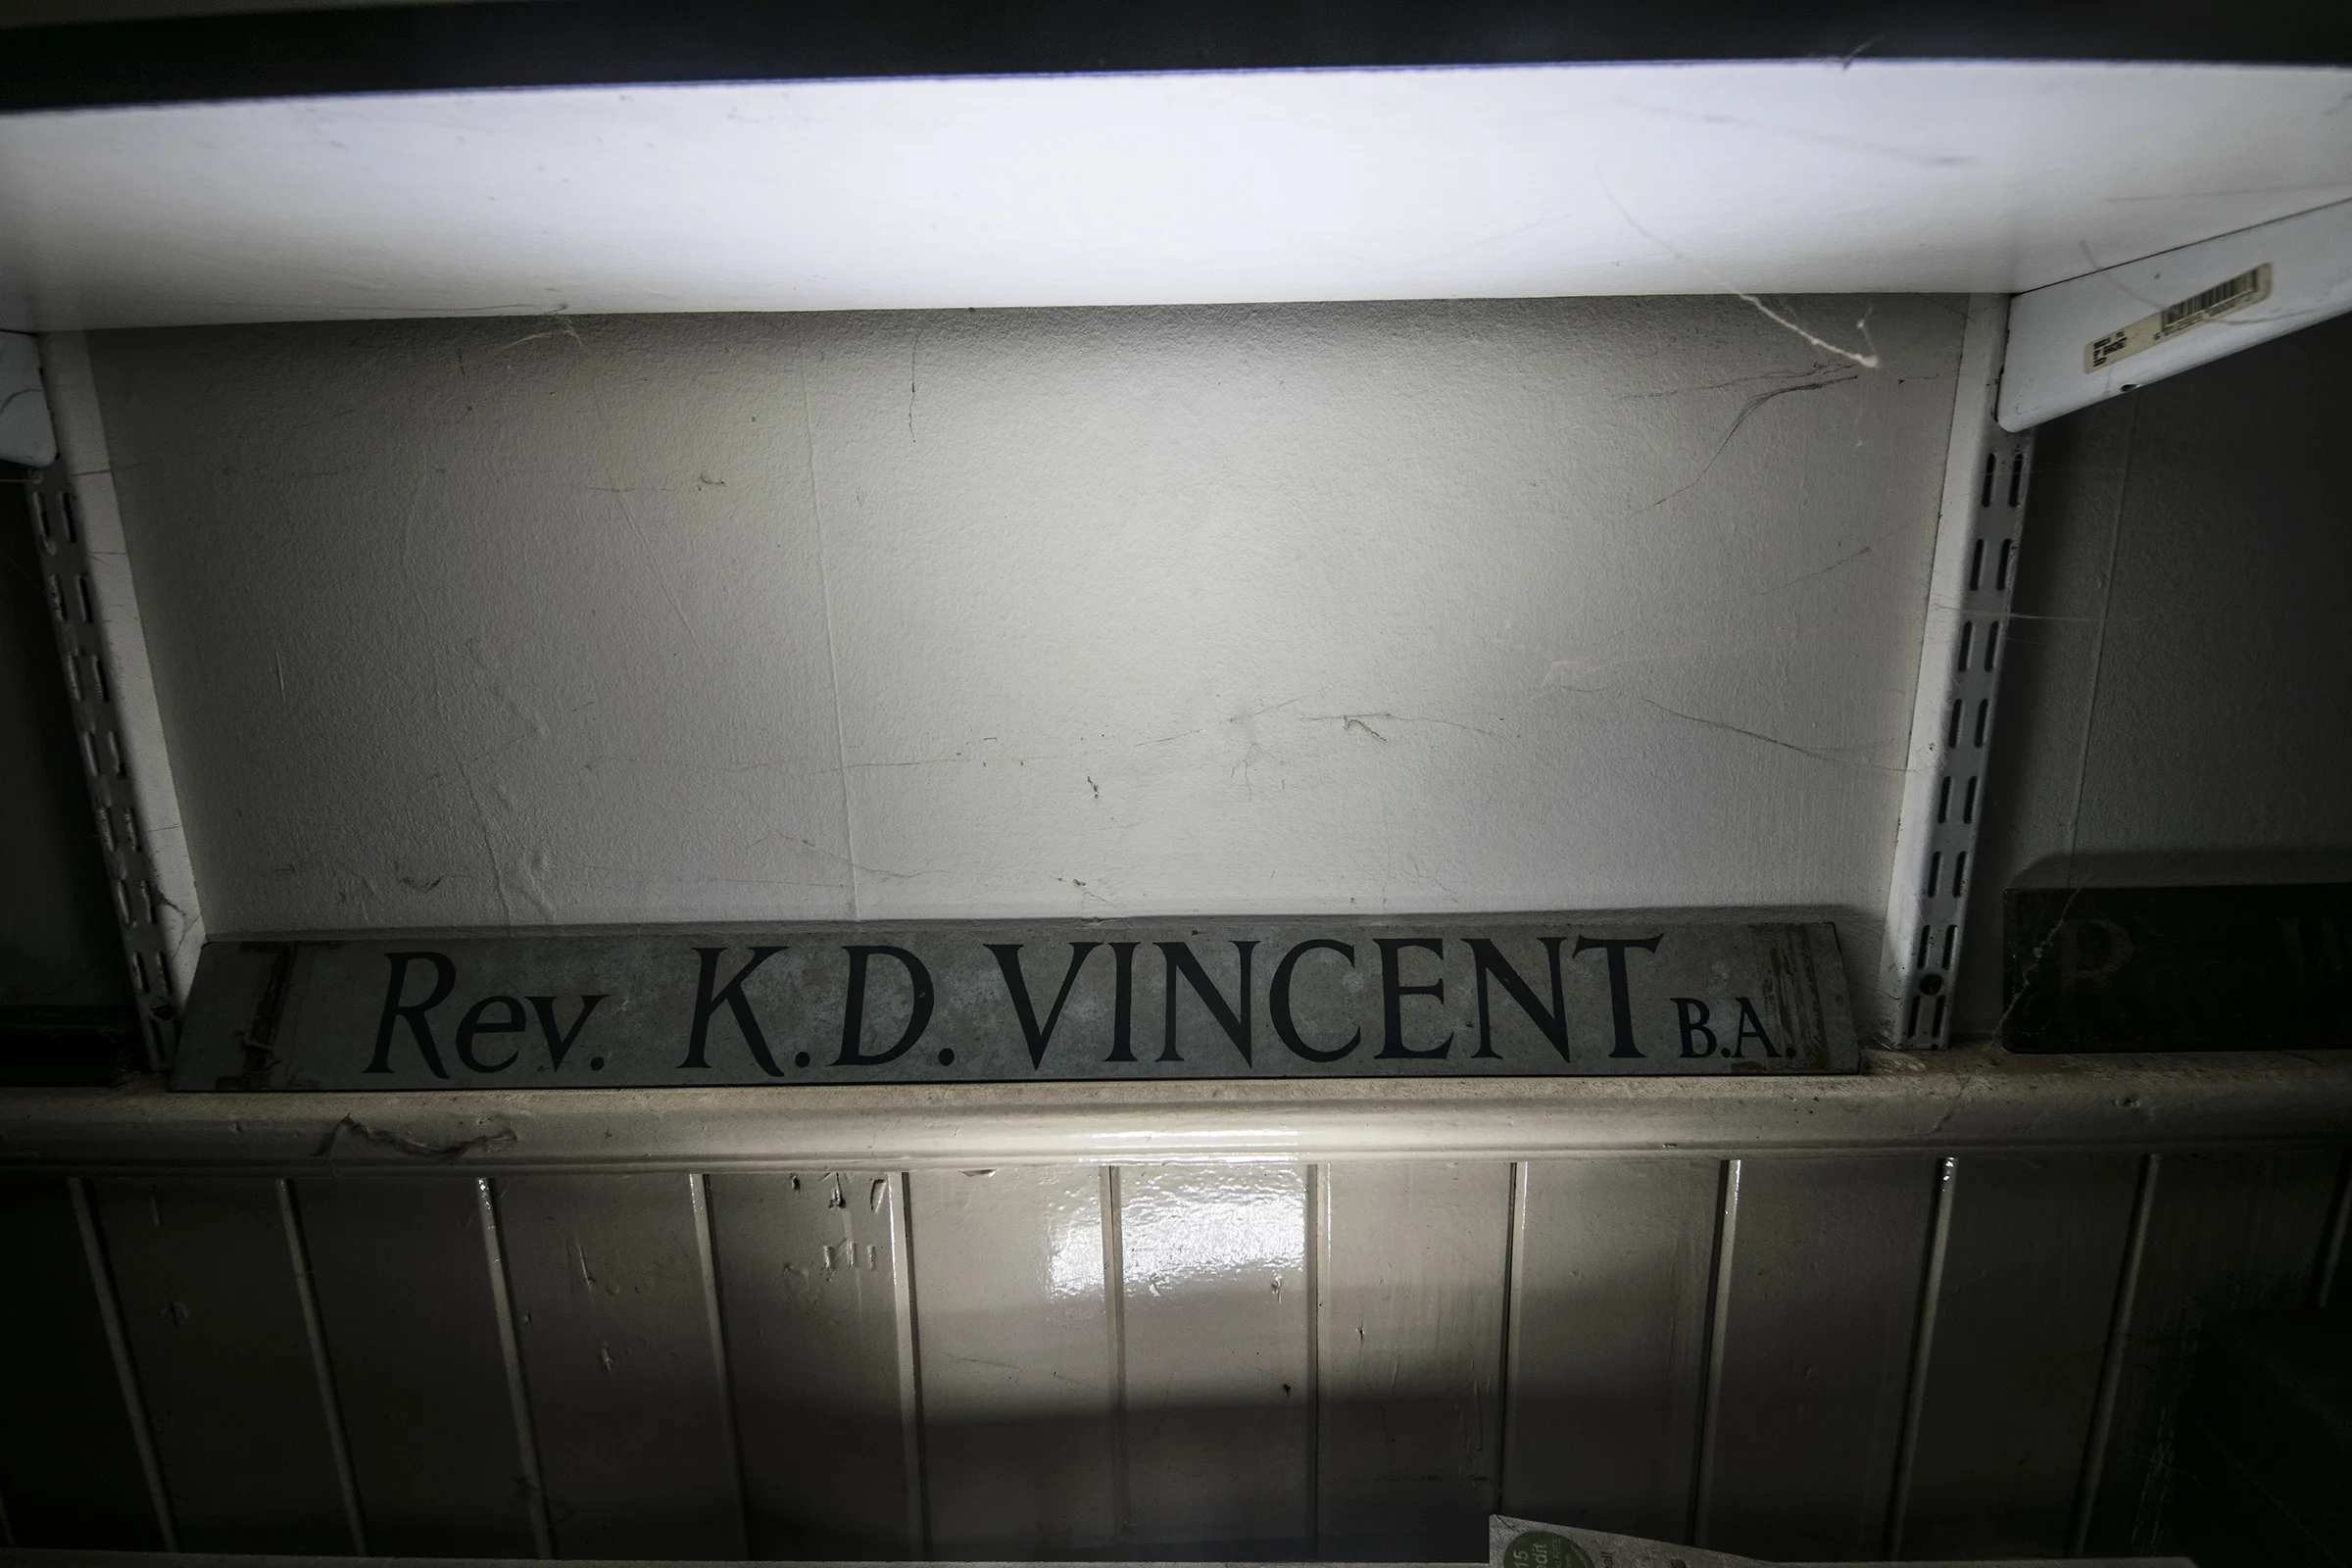 Rev. K.D. VINCENT B.A.